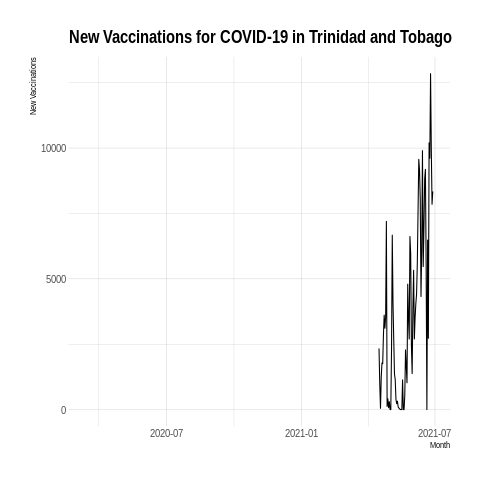 New Vaccinations for COVID-19 in Trinidad and Tobago
New Vaccinations
10000
5000
0
2020-07 2021-01 2021-07
Month